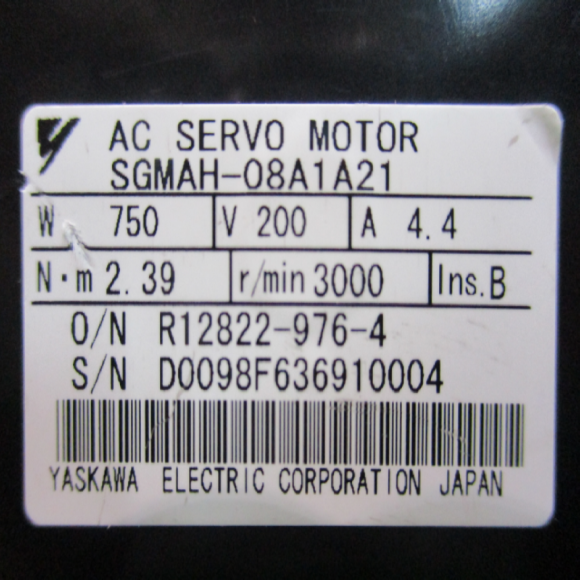 AC SERVO MOTOR
SGMAH-08A1A21
W 750 V 200 A 4.4
N·m 2.39 r/min 3000 Ins.B
O/N R12822-976-4
S/N D0098F636910004
YASKAWA ELECTRIC CORPORATION JAPAN